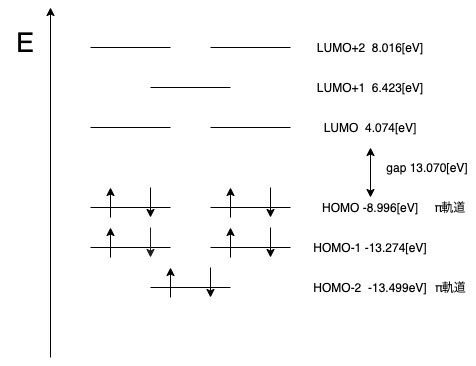 E
LUMO+2 8.016[eV]
LUMO+1 6.423[eV]
LUMO 4.074[eV]
gap 13.070[eV]
HOMO -8.996[eV] π軌道
HOMO-1 -13.274[eV]
HOMO-2 -13.499eV] π軌道